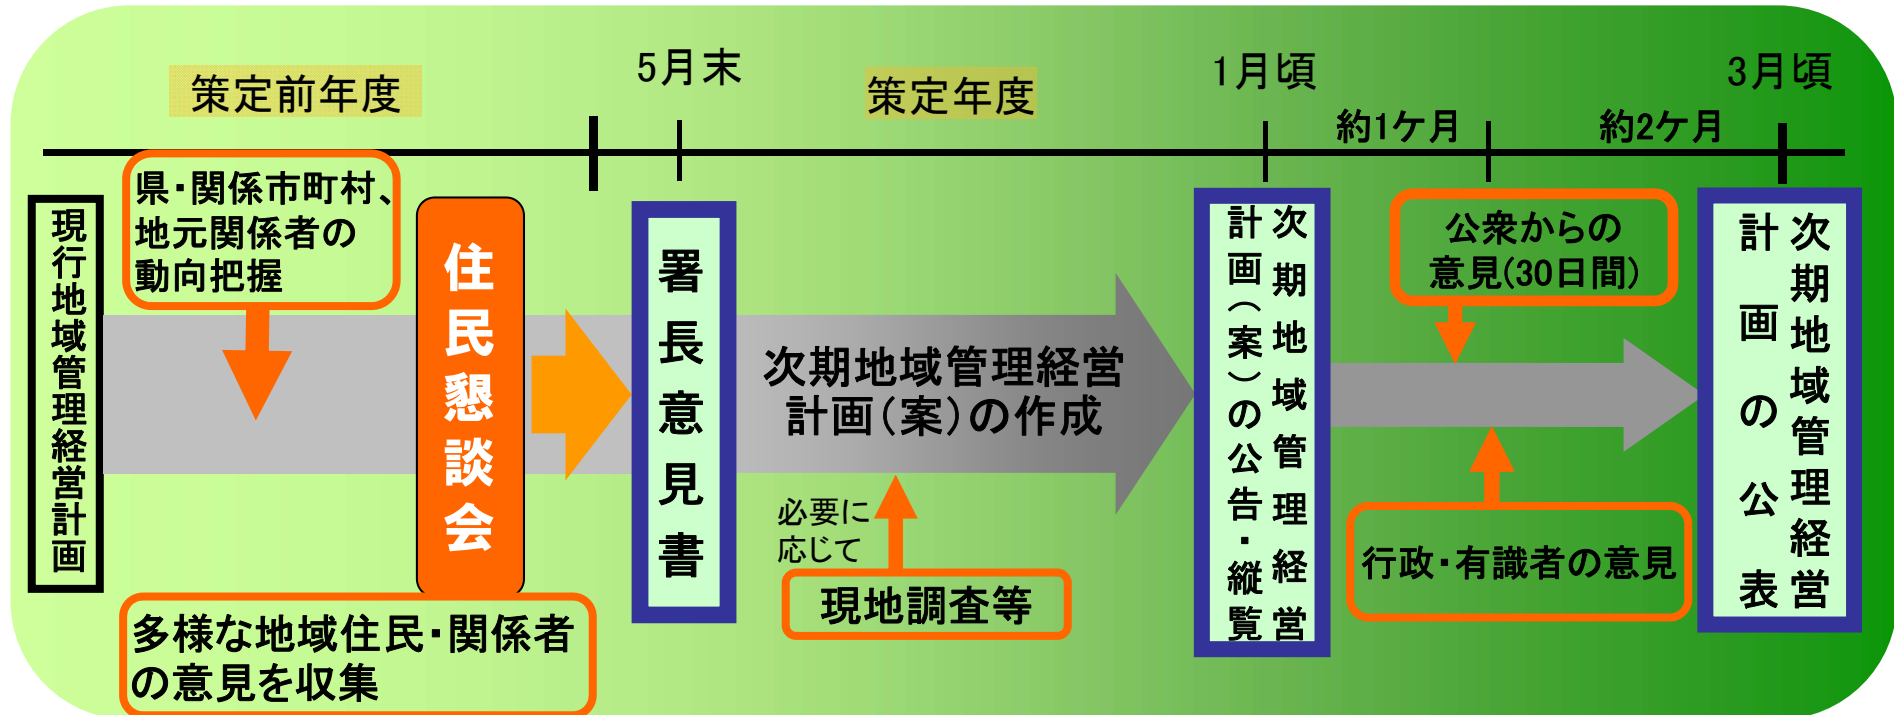 策定前年度
5月末
策定年度
1月頃
約1ケ月
約2ケ月
3月頃
現行地域管理経営計画
県・関係市町村、
地元関係者の
動向把握
住民懇談会
多様な地域住民・関係者
の意見を収集
署長意見書
次期地域管理経営
計画(案)の作成
必要に
応じて
現地調査等
次期地域管理経営
計画(案)の公告・縦覧
公衆からの
意見(30日間)
行政・有識者の意見
次期地域管理経営
計画の公表